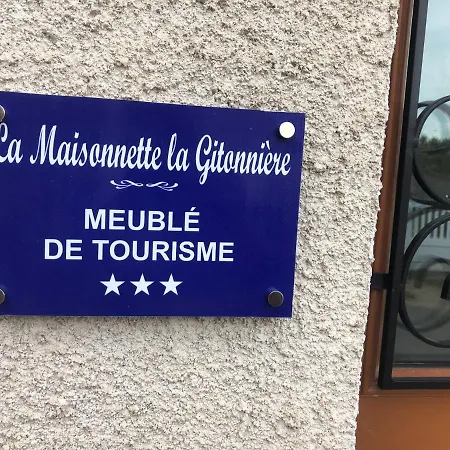 La Maisonnette la Gitonnière
MEUBLÉ
DE TOURISME
★★★